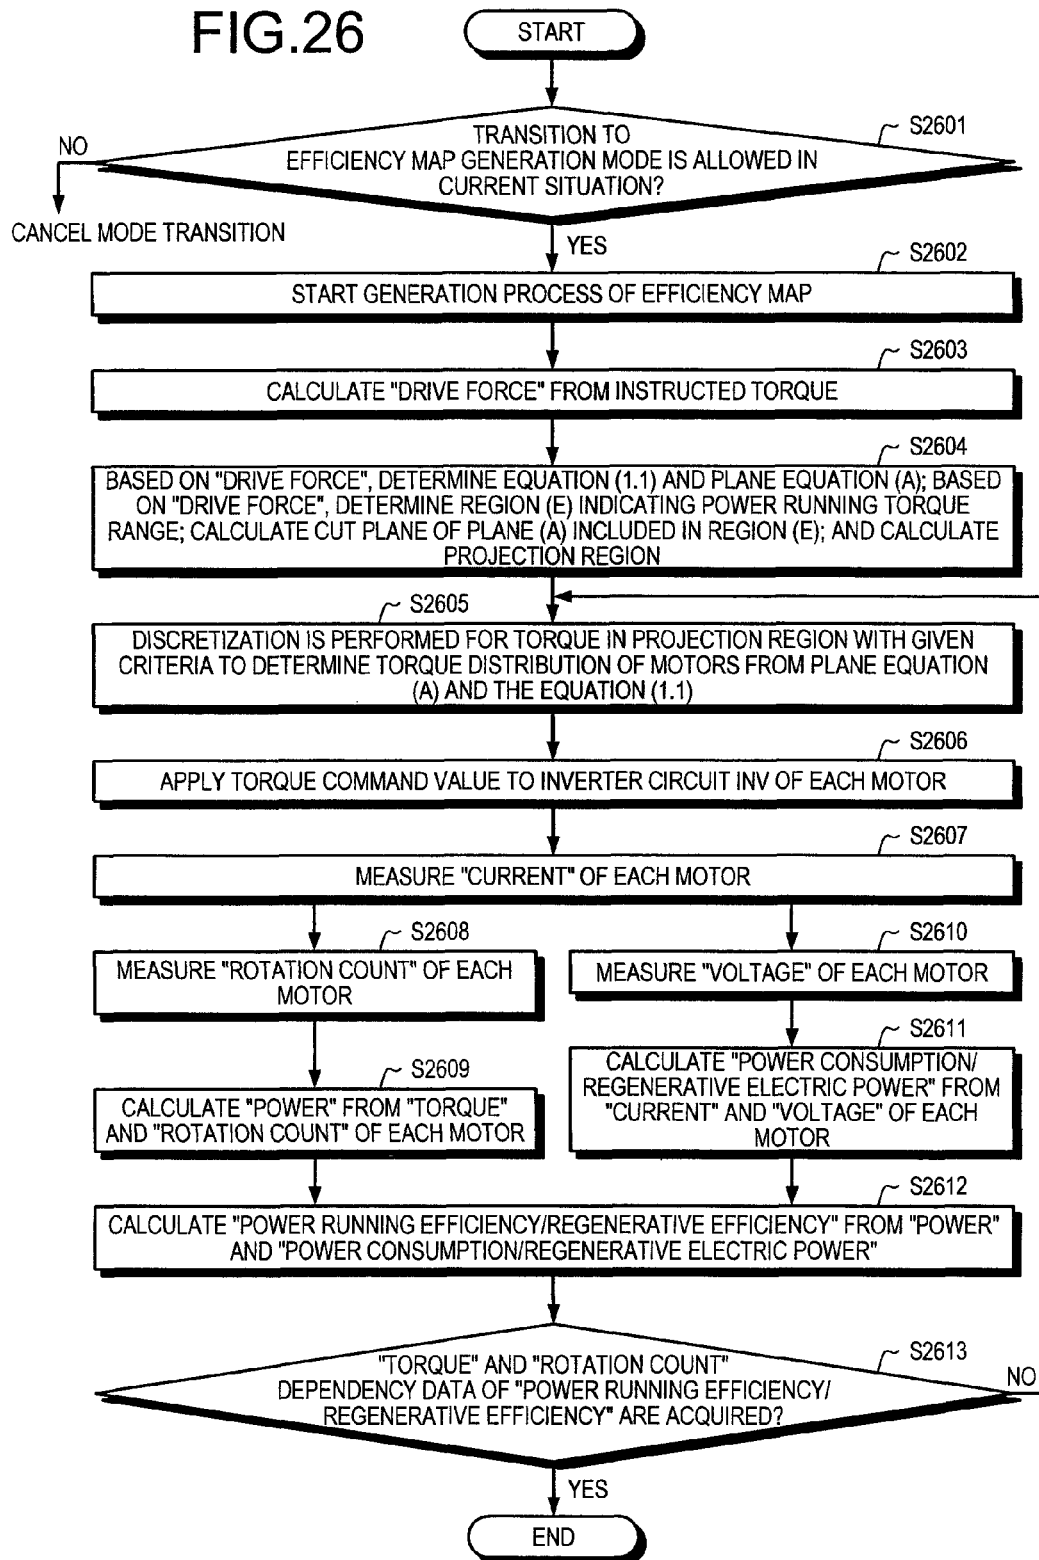 FIG.26
START
S2601
TRANSITION TO
EFFICIENCY MAP GENERATION MODE IS ALLOWED IN
CURRENT SITUATION?
NO
CANCEL MODE TRANSITION
YES
S2602
START GENERATION PROCESS OF EFFICIENCY MAP
S2603
CALCULATE "DRIVE FORCE" FROM INSTRUCTED TORQUE
S2604
BASED ON "DRIVE FORCE", DETERMINE EQUATION (1.1) AND PLANE EQUATION (A); BASED
ON "DRIVE FORCE", DETERMINE REGION (E) INDICATING POWER RUNNING TORQUE
RANGE; CALCULATE CUT PLANE OF PLANE (A) INCLUDED IN REGION (E); AND CALCULATE
PROJECTION REGION
S2605
DISCRETIZATION IS PERFORMED FOR TORQUE IN PROJECTION REGION WITH GIVEN
CRITERIA TO DETERMINE TORQUE DISTRIBUTION OF MOTORS FROM PLANE EQUATION
(A) AND THE EQUATION (1.1)
S2606
APPLY TORQUE COMMAND VALUE TO INVERTER CIRCUIT INV OF EACH MOTOR
S2607
MEASURE "CURRENT" OF EACH MOTOR
S2608
MEASURE "ROTATION COUNT" OF EACH
MOTOR
S2609
CALCULATE "POWER" FROM "TORQUE"
AND "ROTATION COUNT" OF EACH MOTOR
S2610
MEASURE "VOLTAGE" OF EACH MOTOR
S2611
CALCULATE "POWER CONSUMPTION/
REGENERATIVE ELECTRIC POWER" FROM
"CURRENT" AND "VOLTAGE" OF EACH
MOTOR
S2612
CALCULATE "POWER RUNNING EFFICIENCY/REGENERATIVE EFFICIENCY" FROM "POWER"
AND "POWER CONSUMPTION/REGENERATIVE ELECTRIC POWER"
S2613
"TORQUE" AND "ROTATION COUNT"
DEPENDENCY DATA OF "POWER RUNNING EFFICIENCY/
REGENERATIVE EFFICIENCY" ARE ACQUIRED?
NO
YES
END